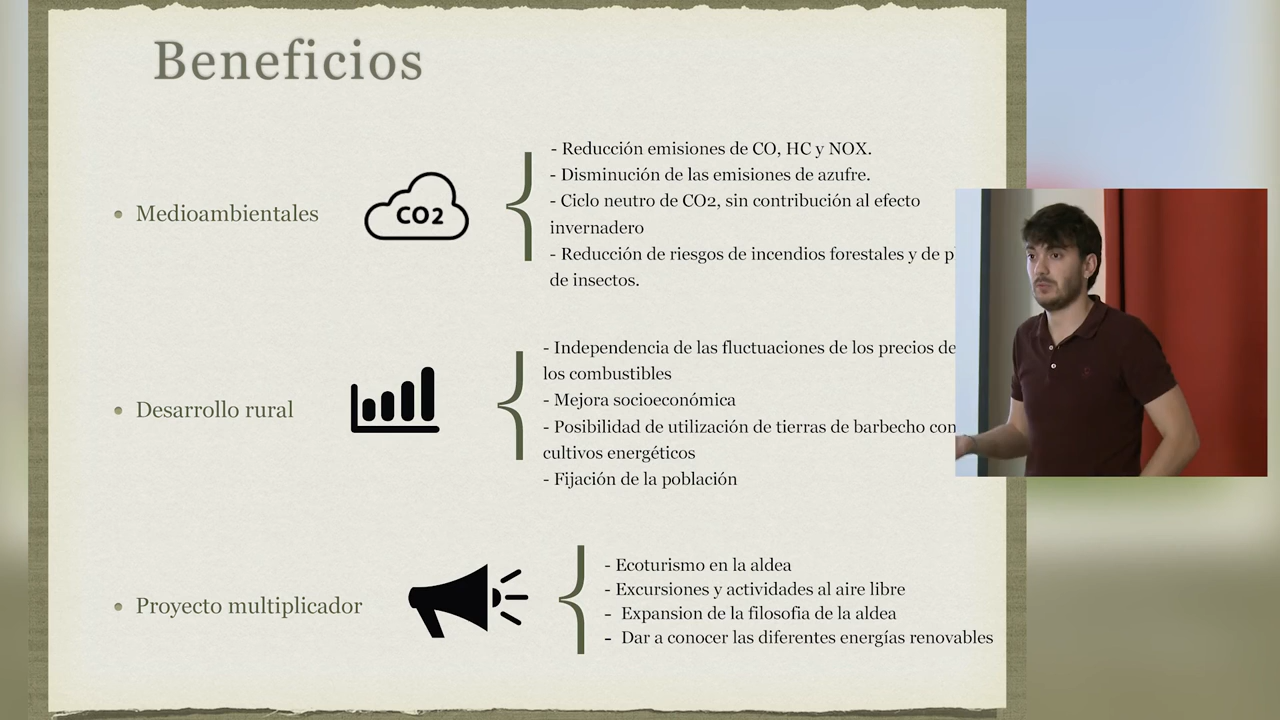 Beneficios
• Medioambientales
CO2
- Reducción emisiones de CO, HC y NOX.
- Disminución de las emisiones de azufre.
- Ciclo neutro de CO2, sin contribución al efecto
invernadero
- Reducción de riesgos de incendios forestales y de
de insectos.
• Desarrollo rural
- Independencia de las fluctuaciones de los precios de
los combustibles
- Mejora socioeconómica
- Posibilidad de utilización de tierras de barbecho con
cultivos energéticos
- Fijación de la población
• Proyecto multiplicador
- Ecoturismo en la aldea
- Excursiones y actividades al aire libre
- Expansion de la filosofia de la aldea
- Dar a conocer las diferentes energías renovables